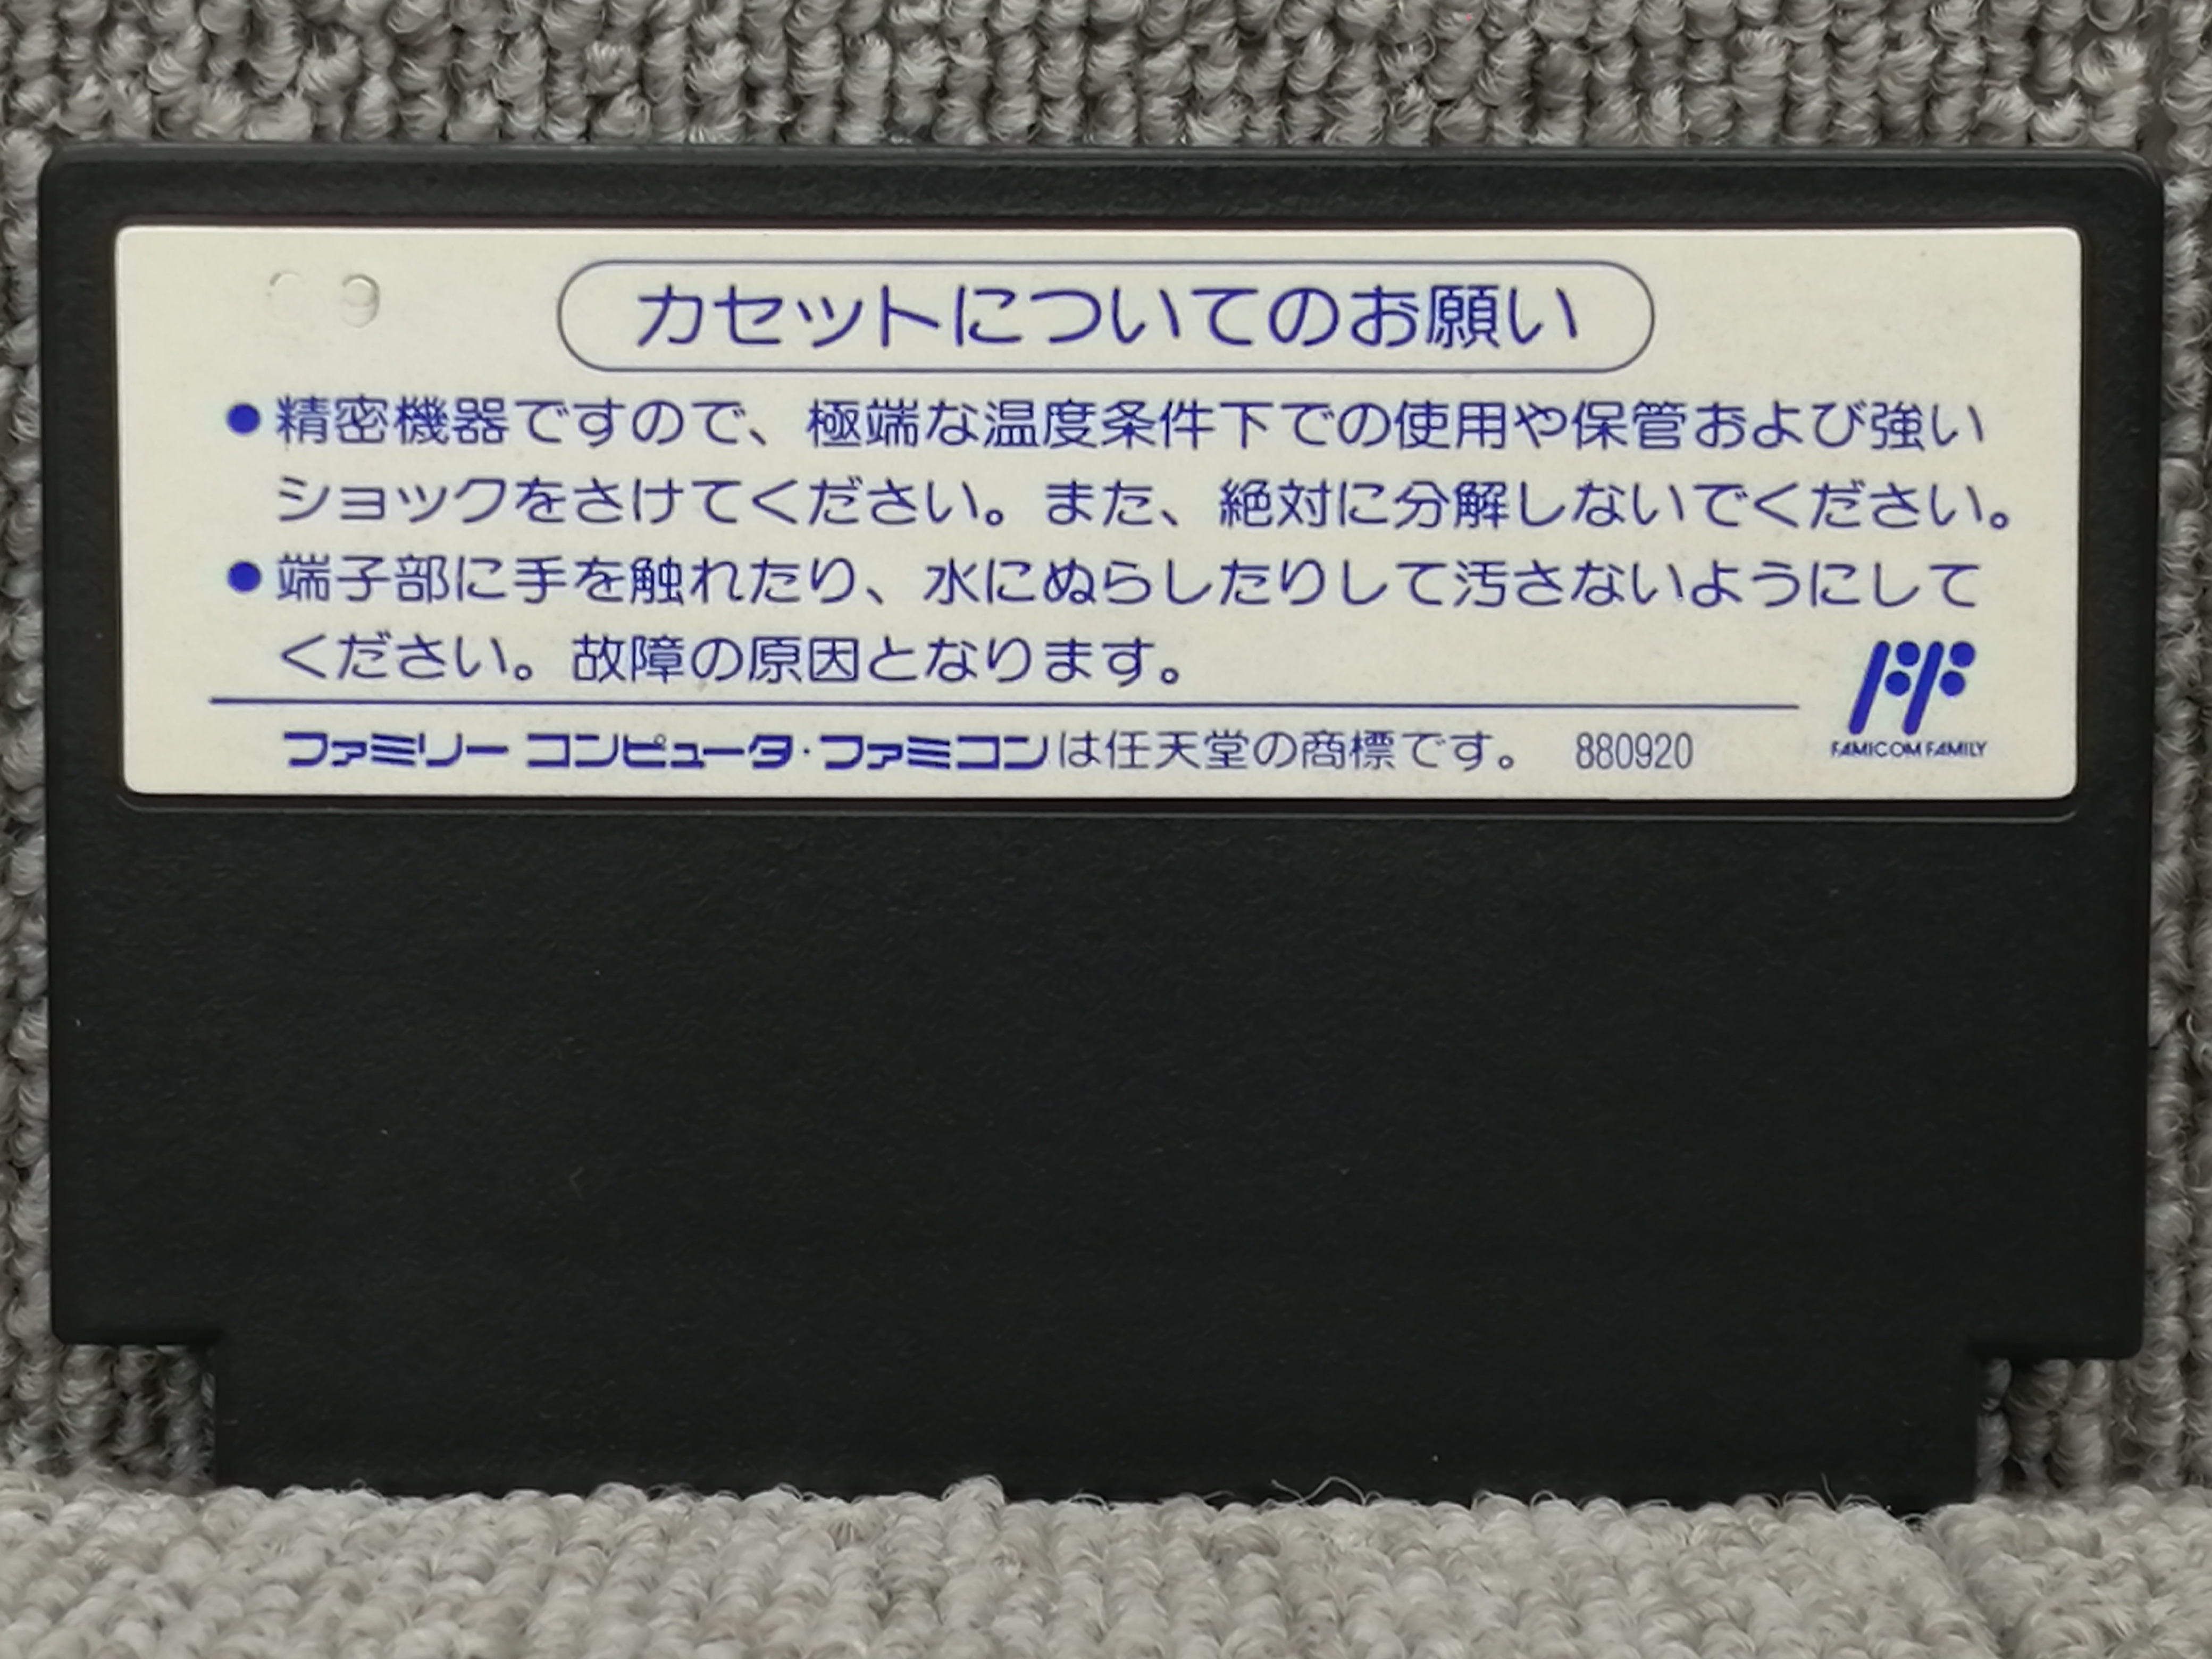 カセットについてのお願い
●精密機器ですので、極端な温度条件下での使用や保管および強い
ショックをさけてください。また、絶対に分解しないでください。
●端子部に手を触れたり、水にぬらしたりして汚さないようにして
ください。故障の原因となります。
ファミリー コンピュータ・ファミコンは任天堂の商標です。 880920
FAMICOM FAMILY